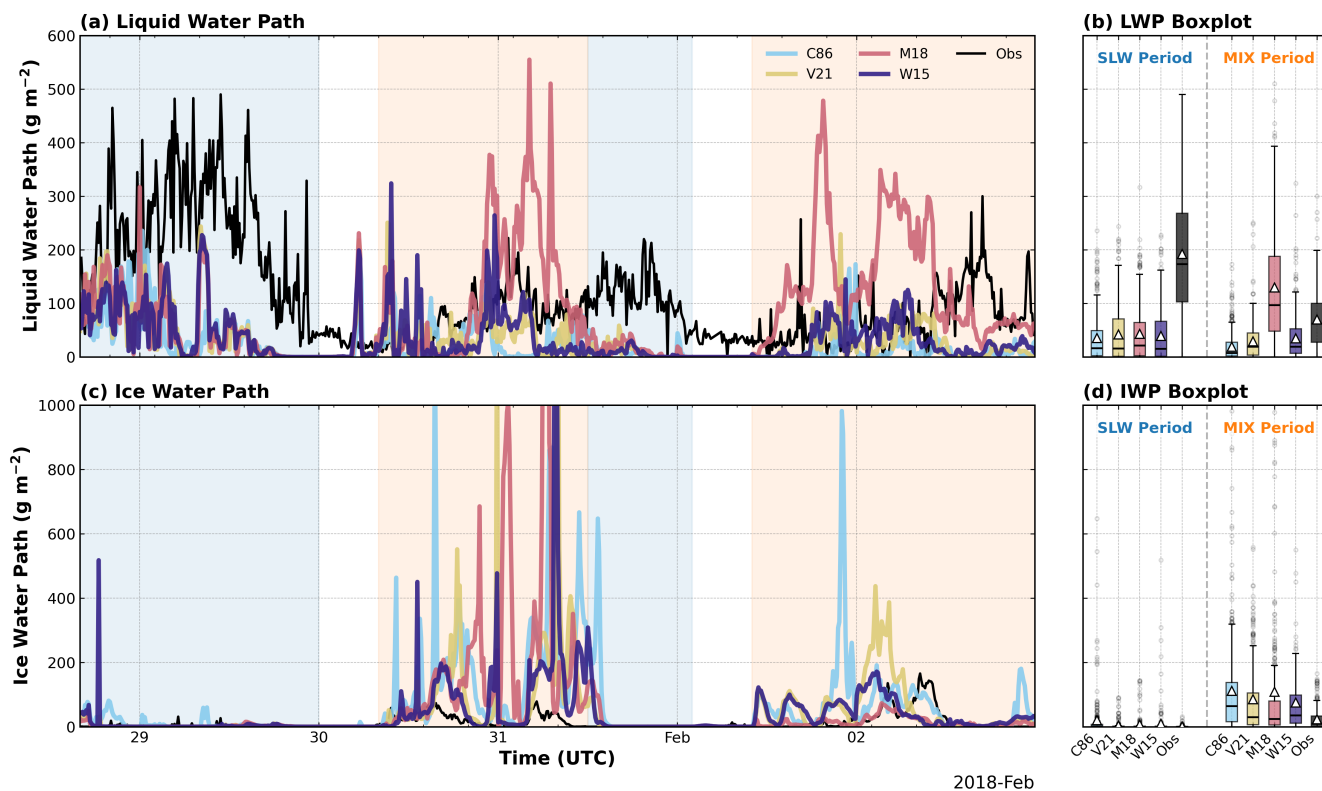 (a) Liquid Water Path
(b) LWP Boxplot
600
500
400
300
200
100
0
Liquid Water Path (g m⁻²)
C86
V21
M18
W15
Obs
SLW Period
MIX Period
(c) Ice Water Path
(d) IWP Boxplot
1000
800
600
400
200
0
Ice Water Path (g m⁻²)
SLW Period
MIX Period
29
30
31
Feb
02
Time (UTC)
2018-Feb
C86
V21
M18
W15
Obs
C86
V21
M18
W15
Obs